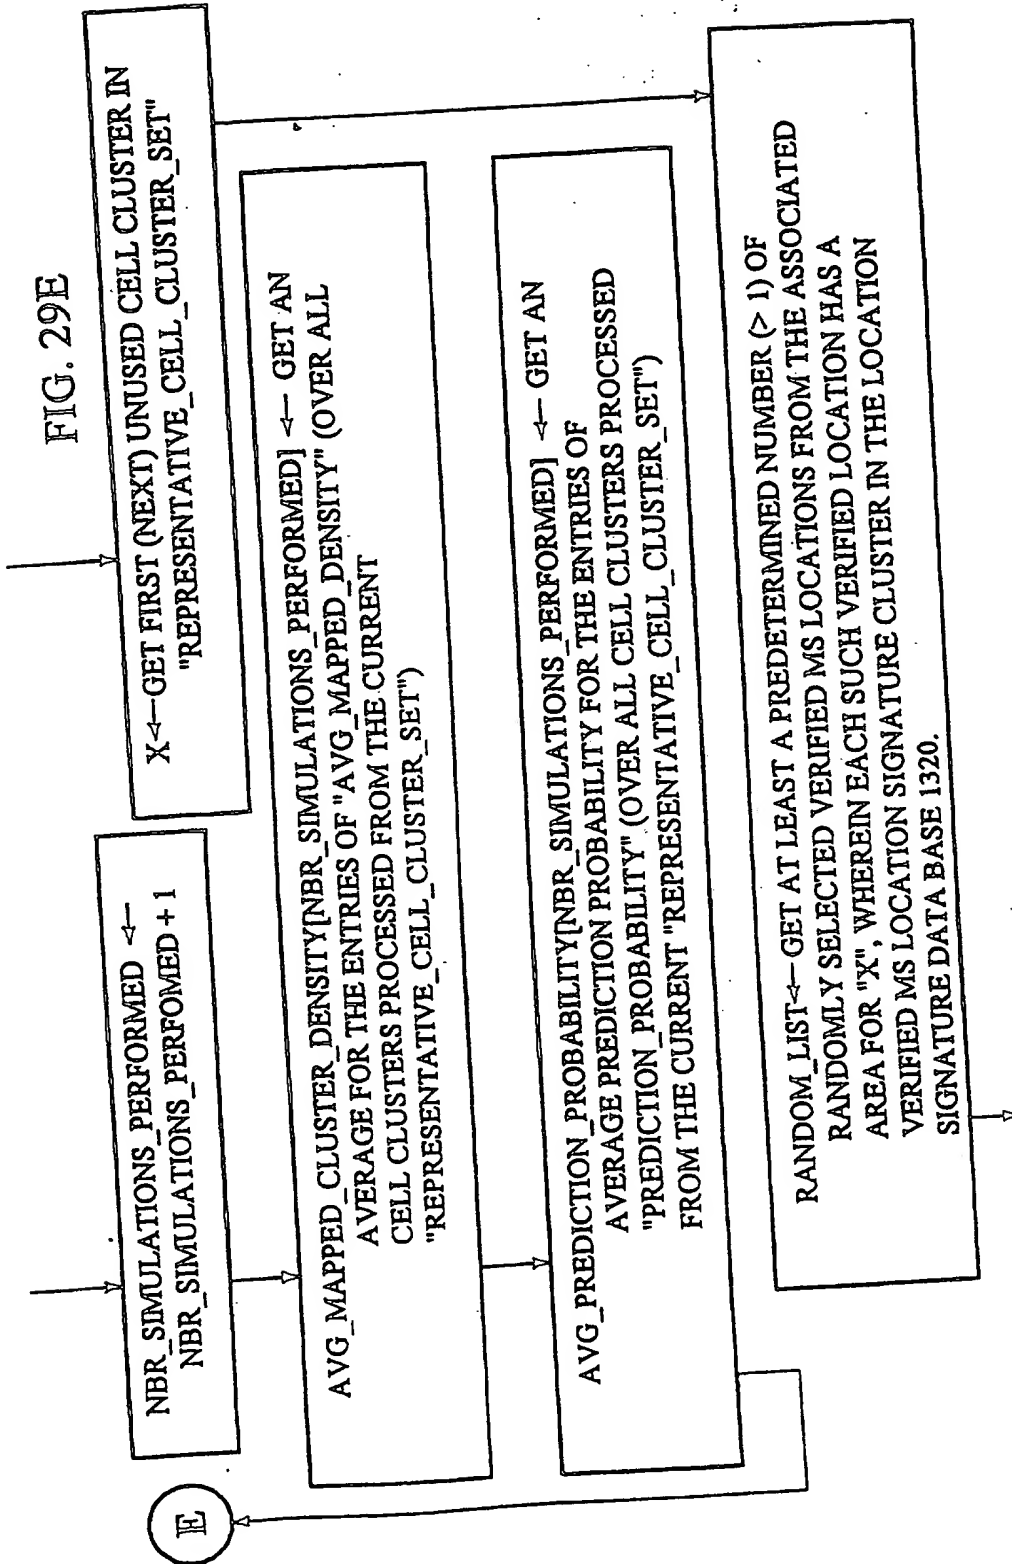 FIG. 29E
NBR_SIMULATIONS_PERFORMED ←
NBR_SIMULATIONS_PERFOMED + 1
X ← GET FIRST (NEXT) UNUSED CELL CLUSTER IN
"REPRESENTATIVE_CELL_CLUSTER_SET"
AVG_MAPPED_CLUSTER_DENSITY[NBR_SIMULATIONS_PERFORMED] ← GET AN
AVERAGE FOR THE ENTRIES OF "AVG_MAPPED_DENSITY" (OVER ALL
CELL CLUSTERS PROCESSED FROM THE CURRENT
"REPRESENTATIVE_CELL_CLUSTER_SET")
AVG_PREDICTION_PROBABILITY[NBR_SIMULATIONS_PERFORMED] ← GET AN
AVERAGE PREDICTION PROBABILITY FOR THE ENTRIES OF
"PREDICTION_PROBABILITY" (OVER ALL CELL CLUSTERS PROCESSED
FROM THE CURRENT "REPRESENTATIVE_CELL_CLUSTER_SET")
E
RANDOM_LIST ← GET AT LEAST A PREDETERMINED NUMBER (> 1) OF
RANDOMLY SELECTED VERIFIED MS LOCATIONS FROM THE ASSOCIATED
AREA FOR "X", WHEREIN EACH SUCH VERIFIED LOCATION HAS A
VERIFIED MS LOCATION SIGNATURE CLUSTER IN THE LOCATION
SIGNATURE DATA BASE 1320.